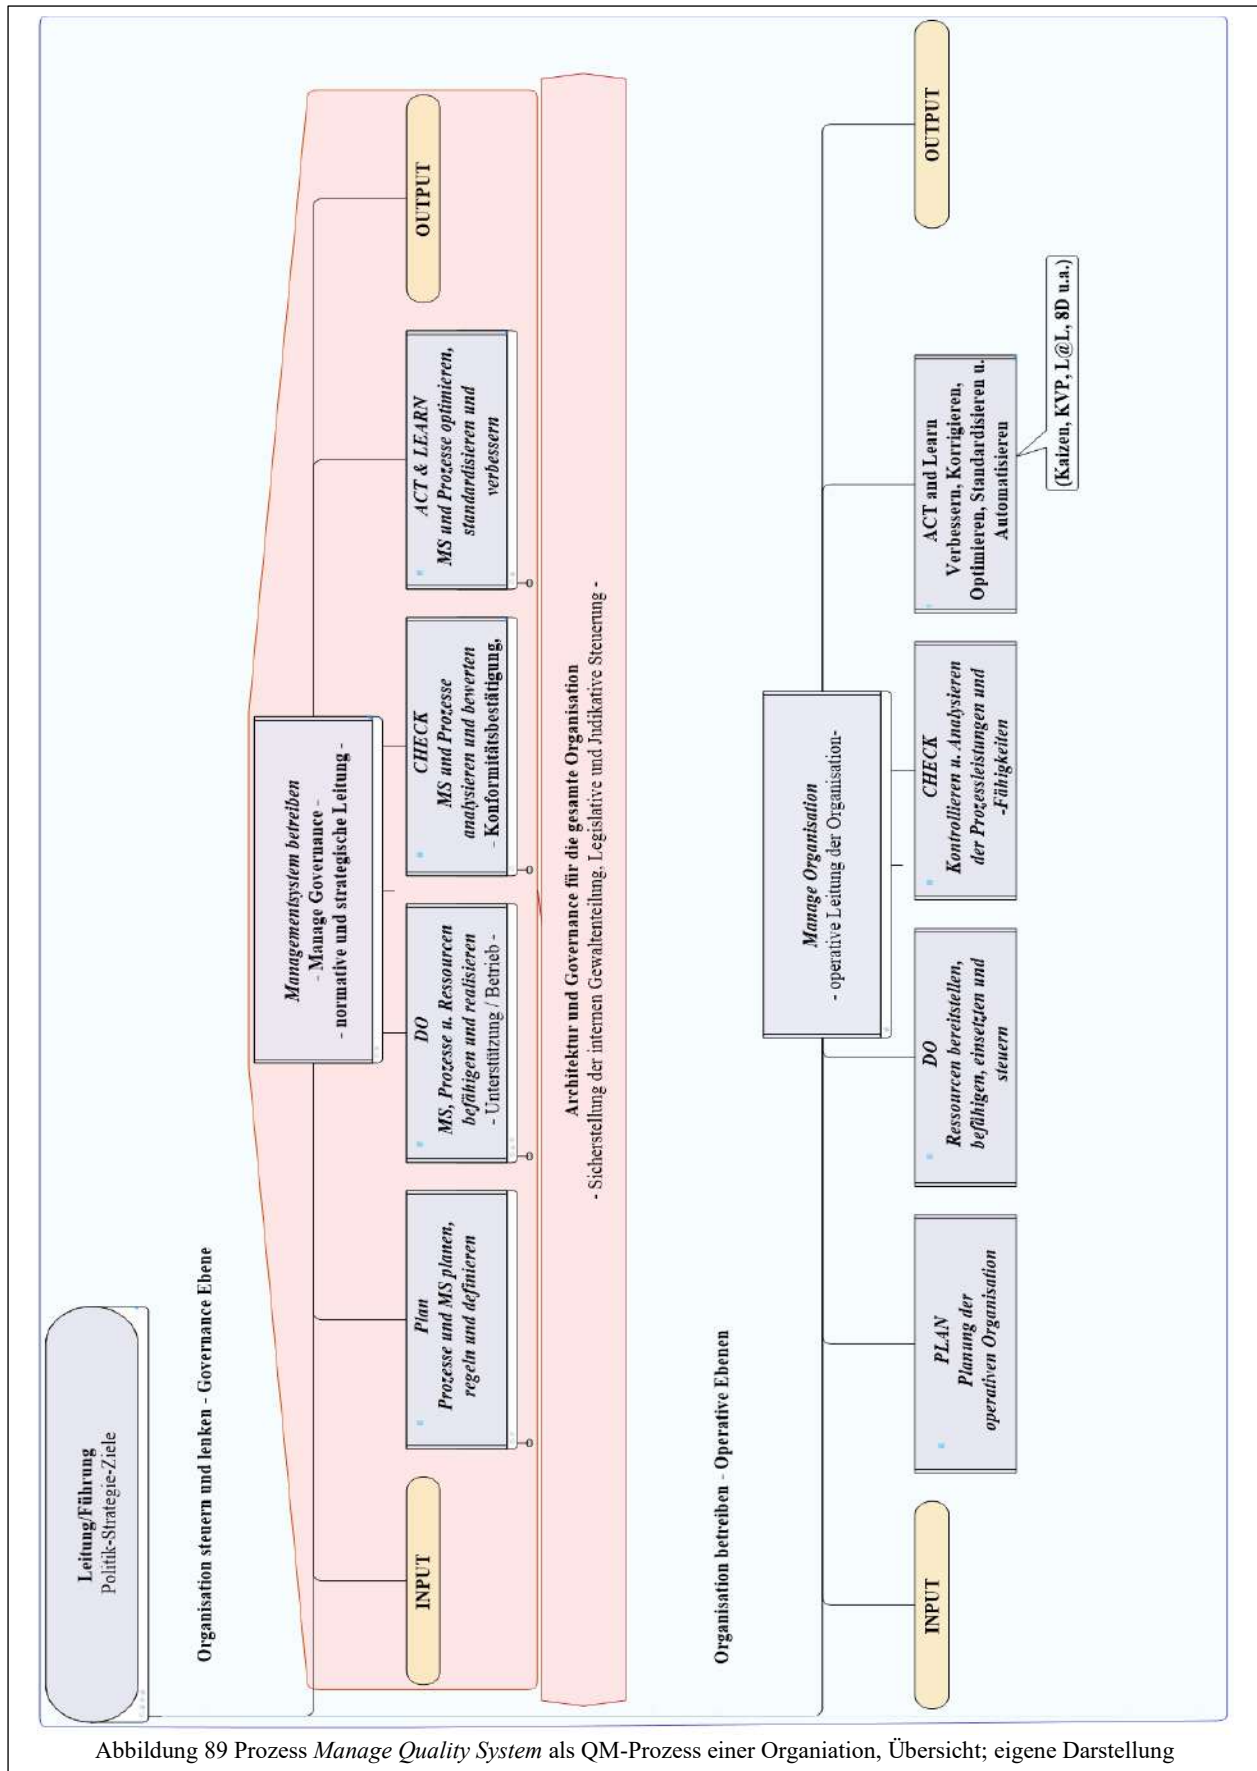 Leitung/Führung
Politik-Strategie-Ziele
Organisation steuern und lenken - Governance Ebene
Managementsystem betreiben
- Manage Governance -
- normative und strategische Leitung -
INPUT
Plan
Prozesse und MS planen,
regeln und definieren
DO
MS, Prozesse u. Ressourcen
befähigen und realisieren
- Unterstützung / Betrieb -
CHECK
MS und Prozesse
analysieren und bewerten
- Konformitätsbestätigung,
ACT & LEARN
MS und Prozesse optimieren,
standardisieren und
verbessern
OUTPUT
Architektur und Governance für die gesamte Organisation
- Sicherstellung der internen Gewaltenteilung, Legislative und Judikative Steuerung -
Organisation betreiben - Operative Ebenen
Manage Organisation
- operative Leitung der Organisation-
INPUT
PLAN
Planung der
operativen Organisation
DO
Ressourcen bereitstellen,
befähigen, einsetzten und
steuern
CHECK
Kontrollieren u. Analysieren
der Prozessleistungen und
-Fähigkeiten
ACT and Learn
Verbessern, Korrigieren,
Optimieren, Standardisieren u.
Automatisieren
(Kaizen, KVP, L@L, 8D u.a.)
OUTPUT
Abbildung 89 Prozess Manage Quality System als QM-Prozess einer Organiation, Übersicht; eigene Darstellung